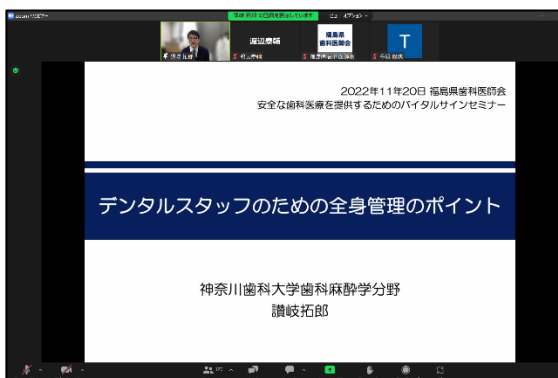 Zoom
渡辺泰輔
福島県
歯科医師会
T
2022年11年20日 福島県歯科医師会
安全な歯科医療を提供するためのバイタルサインセミナー
デンタルスタッフのための全身管理のポイント
神奈川歯科大学歯科麻酔学分野
讃岐拓郎